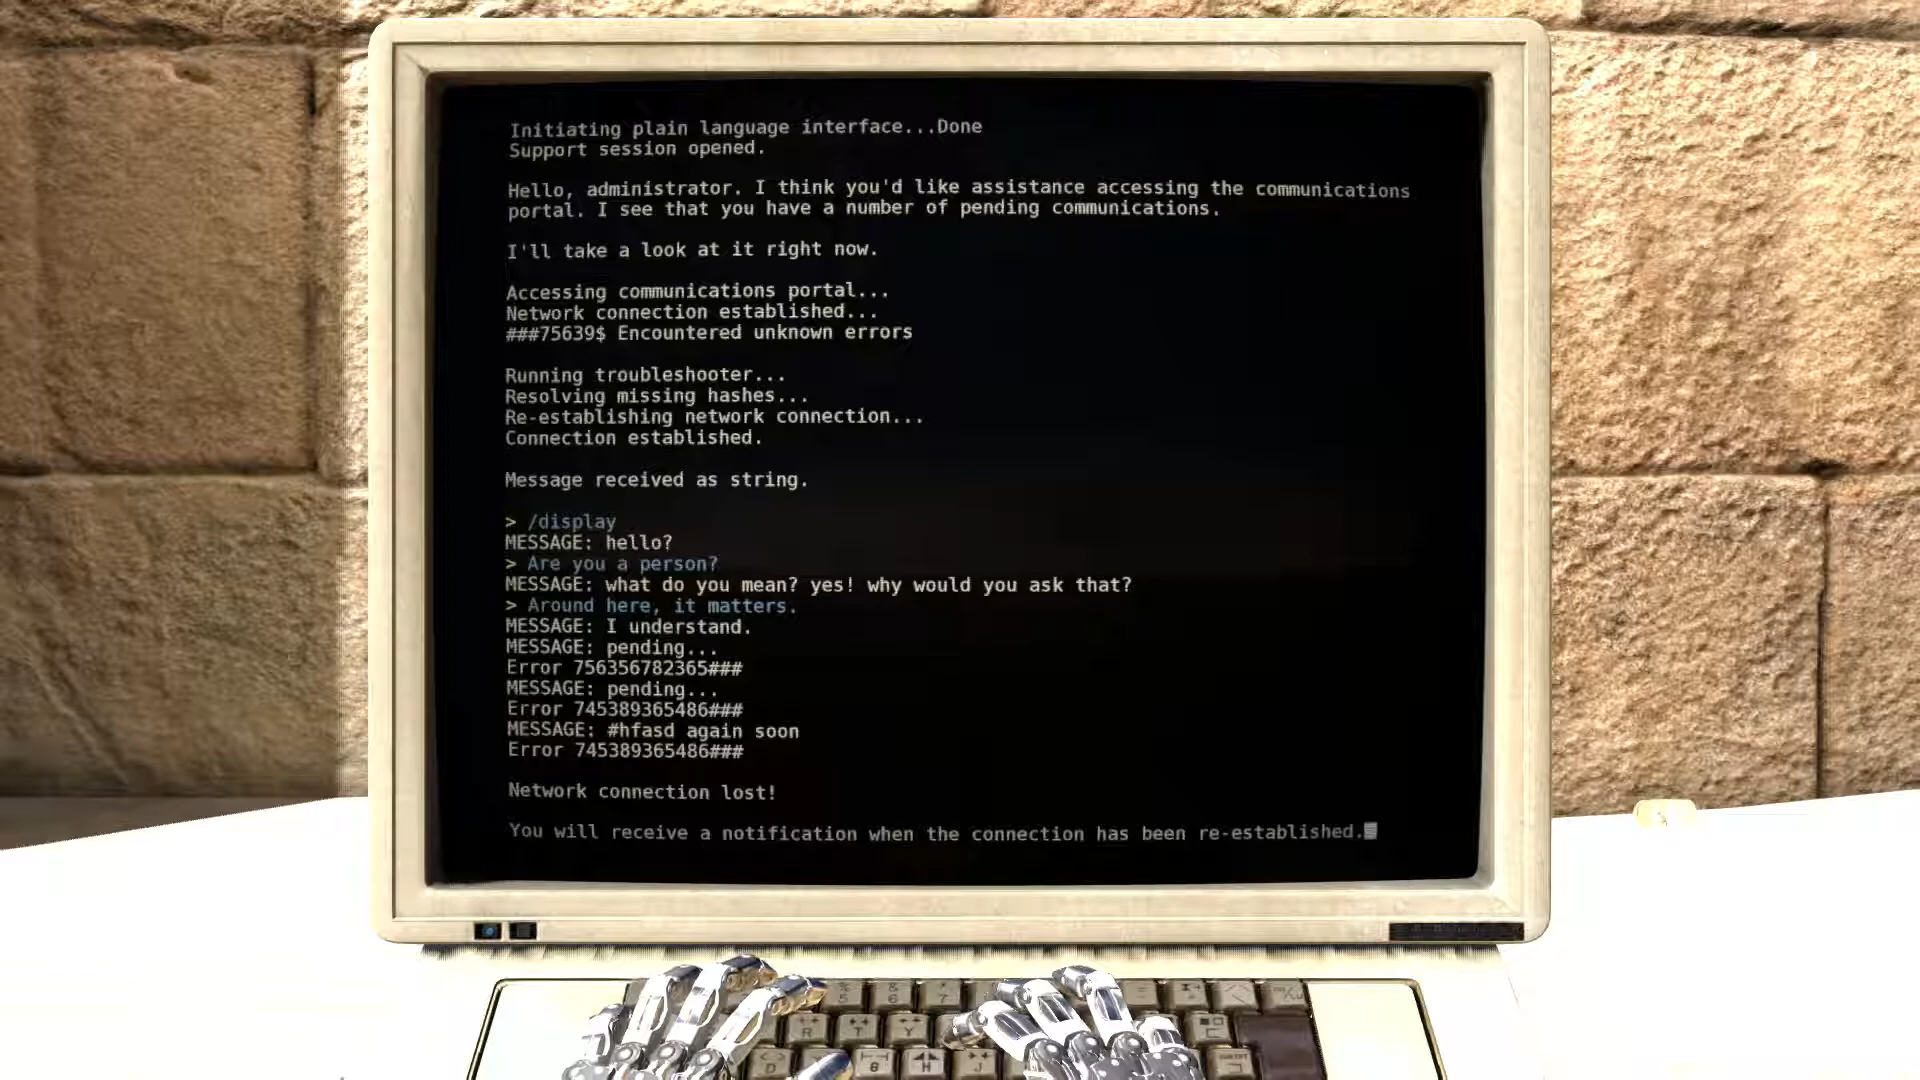 Initiating plain language interface...Done
Support session opened.
Hello, administrator. I think you'd like assistance accessing the communications
portal. I see that you have a number of pending communications.
I'll take a look at it right now.
Accessing communications portal...
Network connection established...
###75639$ Encountered unknown errors
Running troubleshooter...
Resolving missing hashes...
Re-establishing network connection...
Connection established.
Message received as string.
> /display
MESSAGE: hello?
> Are you a person?
MESSAGE: what do you mean? yes! why would you ask that?
> Around here, it matters.
MESSAGE: I understand.
MESSAGE: pending...
Error 756356782365###
MESSAGE: pending...
Error 745389365486###
MESSAGE: #hfasd again soon
Error 745389365486###
Network connection lost!
You will receive a notification when the connection has been re-established.
5 6 7
R T Y
D H J